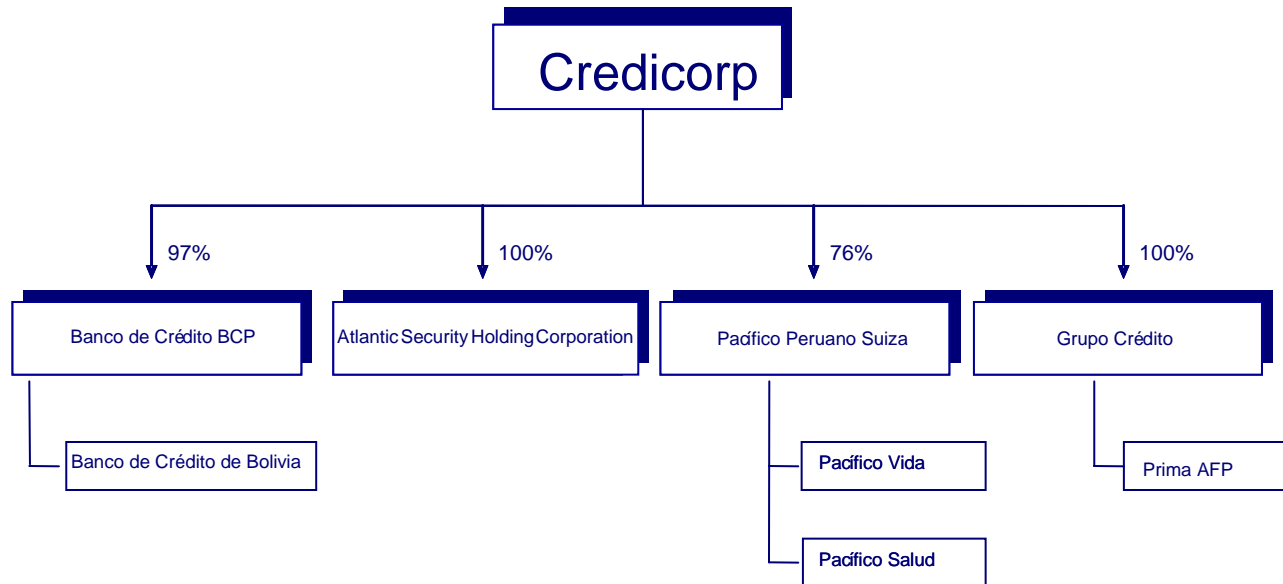 Credicorp
97%
100%
76%
100%
Banco de Crédito BCP
Atlantic Security Holding Corporation
Pacífico Peruano Suiza
Grupo Crédito
Banco de Crédito de Bolivia
Pacífico Vida
Prima AFP
Pacífico Salud